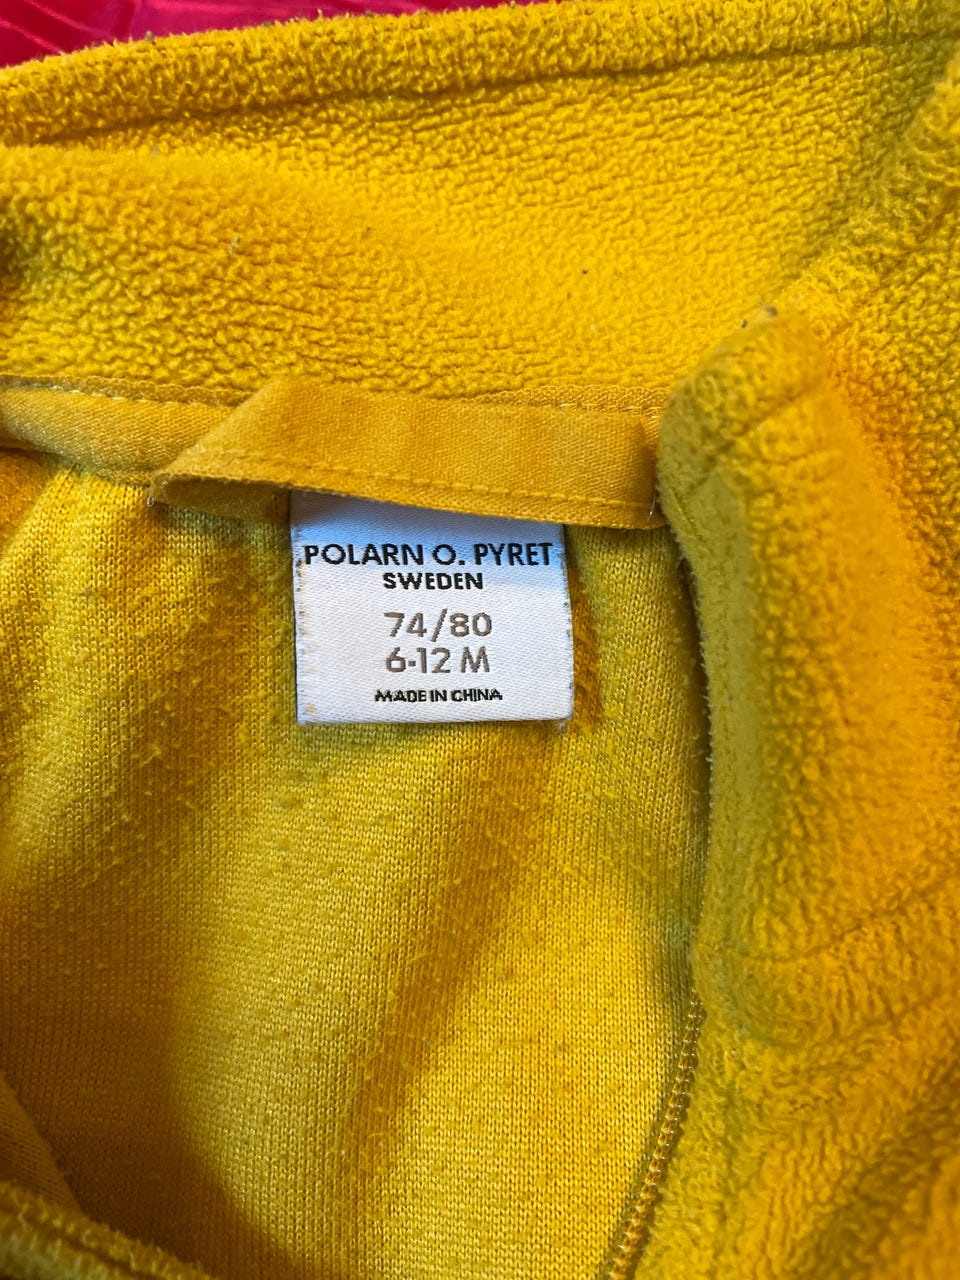 POLARN O. PYRET
SWEDEN
74/80
6-12 M
MADE IN CHINA